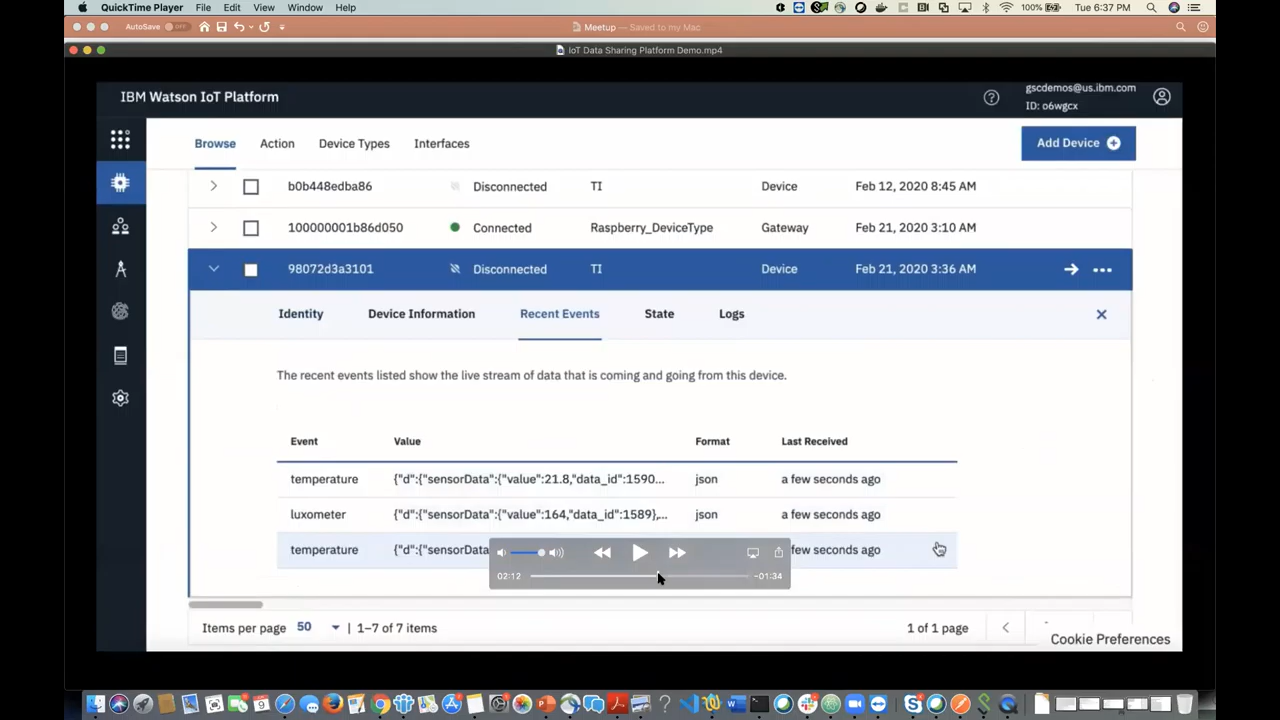 QuickTime Player File Edit View Window Help 100% Tue 6:37 PM
AutoSave OFF Meetup — Saved to my Mac
IoT Data Sharing Platform Demo.mp4
IBM Watson IoT Platform
gscdemos@us.ibm.com
ID: o6wgcx
Browse Action Device Types Interfaces Add Device
b0b448edba86 Disconnected TI Device Feb 12, 2020 8:45 AM
100000001b86d050 Connected Raspberry_DeviceType Gateway Feb 21, 2020 3:10 AM
98072d3a3101 Disconnected TI Device Feb 21, 2020 3:36 AM
Identity Device Information Recent Events State Logs
The recent events listed show the live stream of data that is coming and going from this device.
Event Value Format Last Received
temperature {"d":{"sensorData":{"value":21.8,"data_id":1590... json a few seconds ago
luxometer {"d":{"sensorData":{"value":164,"data_id":1589},... json a few seconds ago
temperature {"d":{"sensorData few seconds ago
02:12 -01:34
Items per page 50 | 1–7 of 7 items 1 of 1 page
Cookie Preferences